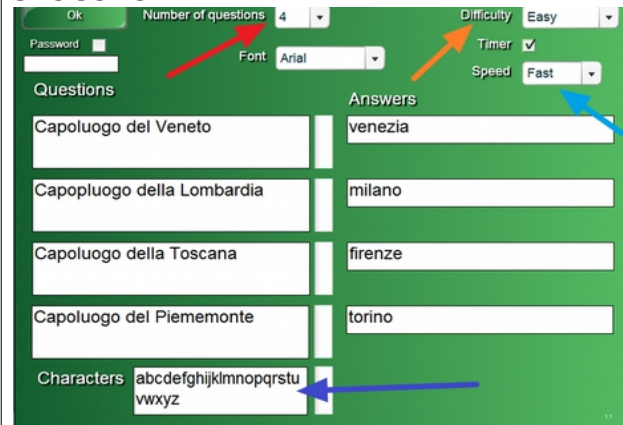 Ok Number of questions 4 Difficulty Easy
Password Font Arial Timer
Speed Fast
Questions Answers
Capoluogo del Veneto venezia
Capopluogo della Lombardia milano
Capoluogo della Toscana firenze
Capoluogo del Piememonte torino
Characters abcdefghijklmnopqrstu
vwxyz